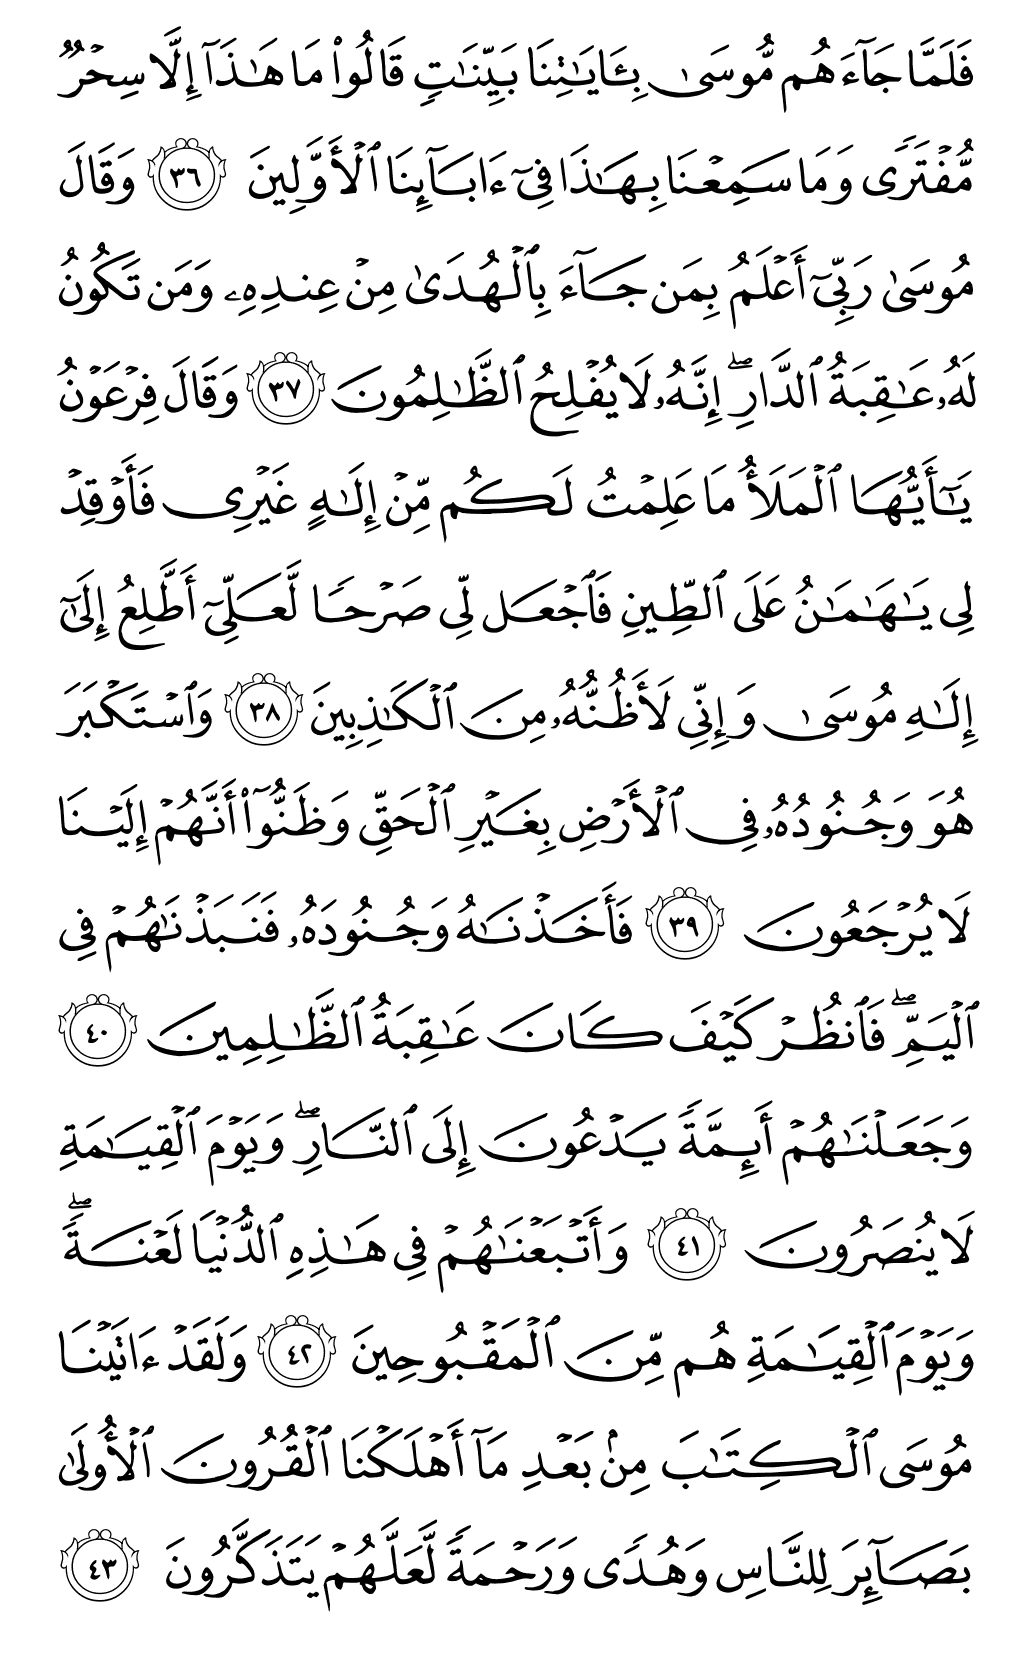 فَلَمَّا جَآءَهُم مُّوسَىٰ بِـَٔايَـٰتِنَا بَيِّنَـٰتٍۢ قَالُوا۟ مَا هَـٰذَآ إِلَّا سِحْرٌۭ
مُّفْتَرًۭى وَمَا سَمِعْنَا بِهَـٰذَا فِىٓ ءَابَآئِنَا ٱلْأَوَّلِينَ ٣٦ وَقَالَ
مُوسَىٰ رَبِّىٓ أَعْلَمُ بِمَن جَآءَ بِٱلْهُدَىٰ مِنْ عِندِهِۦ وَمَن تَكُونُ
لَهُۥ عَـٰقِبَةُ ٱلدَّارِ ۖ إِنَّهُۥ لَا يُفْلِحُ ٱلظَّـٰلِمُونَ ٣٧ وَقَالَ فِرْعَوْنُ
يَـٰٓأَيُّهَا ٱلْمَلَأُ مَا عَلِمْتُ لَكُم مِّنْ إِلَـٰهٍ غَيْرِى فَأَوْقِدْ
لِى يَـٰهَـٰمَـٰنُ عَلَى ٱلطِّينِ فَٱجْعَل لِّى صَرْحًۭا لَّعَلِّىٓ أَطَّلِعُ إِلَىٰٓ
إِلَـٰهِ مُوسَىٰ وَإِنِّى لَأَظُنُّهُۥ مِنَ ٱلْكَـٰذِبِينَ ٣٨ وَٱسْتَكْبَرَ
هُوَ وَجُنُودُهُۥ فِى ٱلْأَرْضِ بِغَيْرِ ٱلْحَقِّ وَظَنُّوٓا۟ أَنَّهُمْ إِلَيْنَا
لَا يُرْجَعُونَ ٣٩ فَأَخَذْنَـٰهُ وَجُنُودَهُۥ فَنَبَذْنَـٰهُمْ فِى
ٱلْيَمِّ ۖ فَٱنظُرْ كَيْفَ كَانَ عَـٰقِبَةُ ٱلظَّـٰلِمِينَ ٤٠
وَجَعَلْنَـٰهُمْ أَئِمَّةًۭ يَدْعُونَ إِلَى ٱلنَّارِ ۖ وَيَوْمَ ٱلْقِيَـٰمَةِ
لَا يُنصَرُونَ ٤١ وَأَتْبَعْنَـٰهُمْ فِى هَـٰذِهِ ٱلدُّنْيَا لَعْنَةًۭ ۖ
وَيَوْمَ ٱلْقِيَـٰمَةِ هُم مِّنَ ٱلْمَقْبُوحِينَ ٤٢ وَلَقَدْ ءَاتَيْنَا
مُوسَى ٱلْكِتَـٰبَ مِنۢ بَعْدِ مَآ أَهْلَكْنَا ٱلْقُرُونَ ٱلْأُولَىٰ
بَصَآئِرَ لِلنَّاسِ وَهُدًۭى وَرَحْمَةًۭ لَّعَلَّهُمْ يَتَذَكَّرُونَ ٤٣